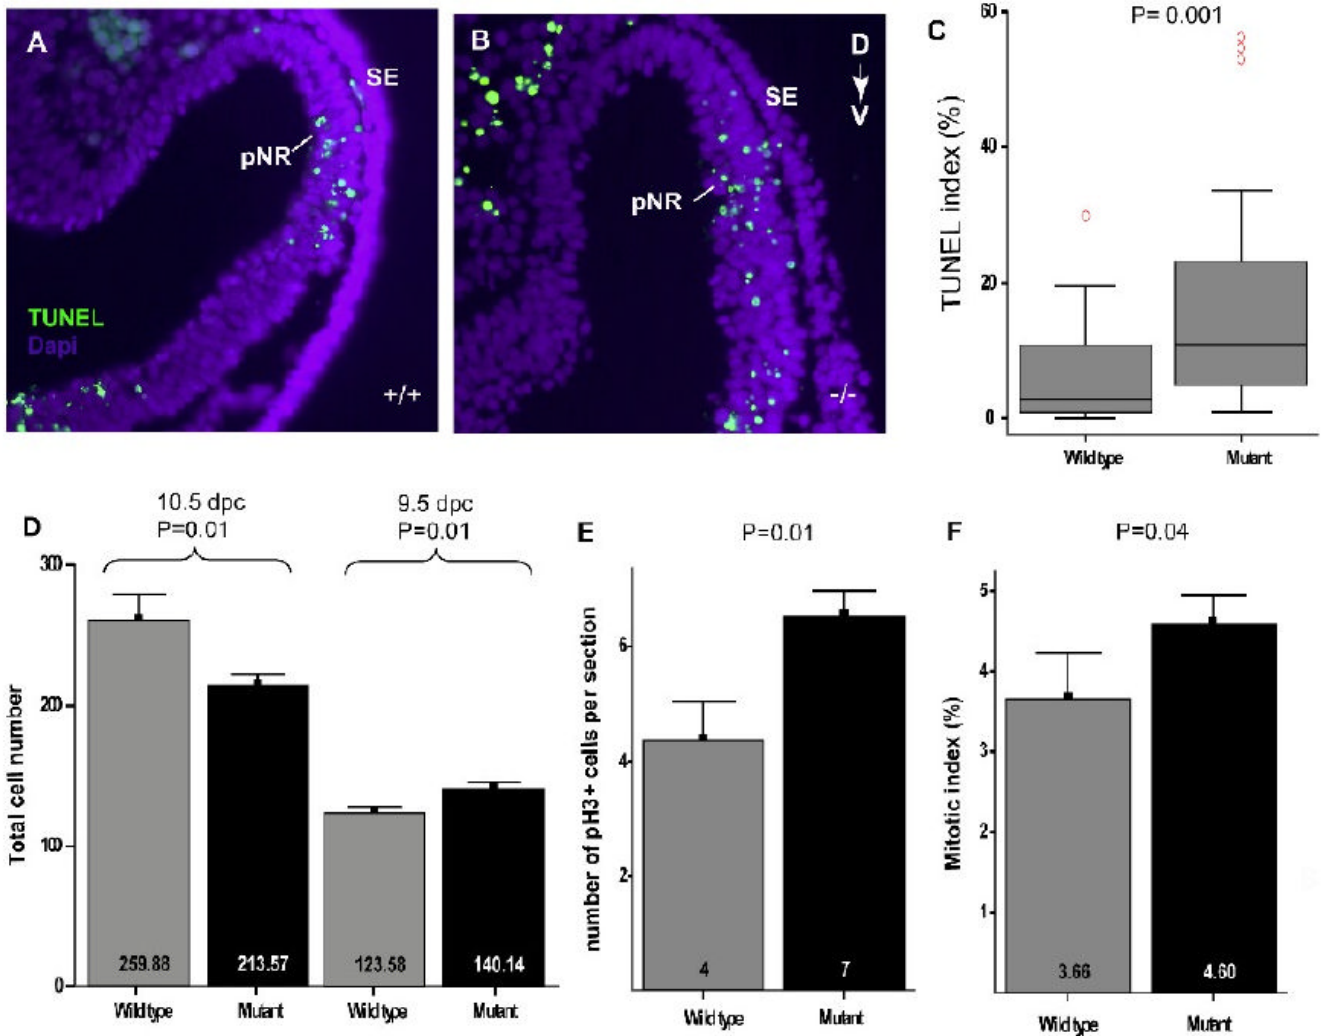 A
SE
pNR
TUNEL
Dapi
+/+
B
D
V
SE
pNR
-/-
C
P= 0.001
TUNEL index (%)
60
40
20
0
Wildtype
Mutant
D
10.5 dpc
P=0.01
9.5 dpc
P=0.01
Total cell number
300
200
100
0
259.88
213.57
123.58
140.14
Wildtype
Mutant
Wildtype
Mutant
E
P=0.01
number of pH3+ cells per section
6
4
2
4
7
Wildtype
Mutant
F
P=0.04
Mitotic index (%)
5
4
3
2
1
3.66
4.60
Wildtype
Mutant